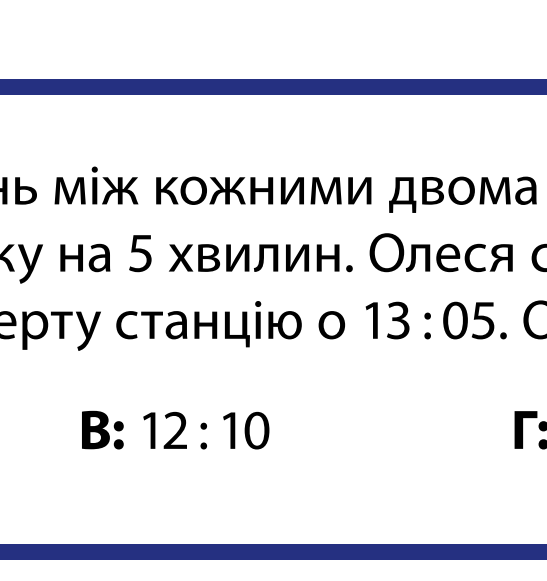 нь між кожними двома
ку на 5 хвилин. Олеся с
ерту станцію о 13 : 05. О
В: 12 : 10 Г: